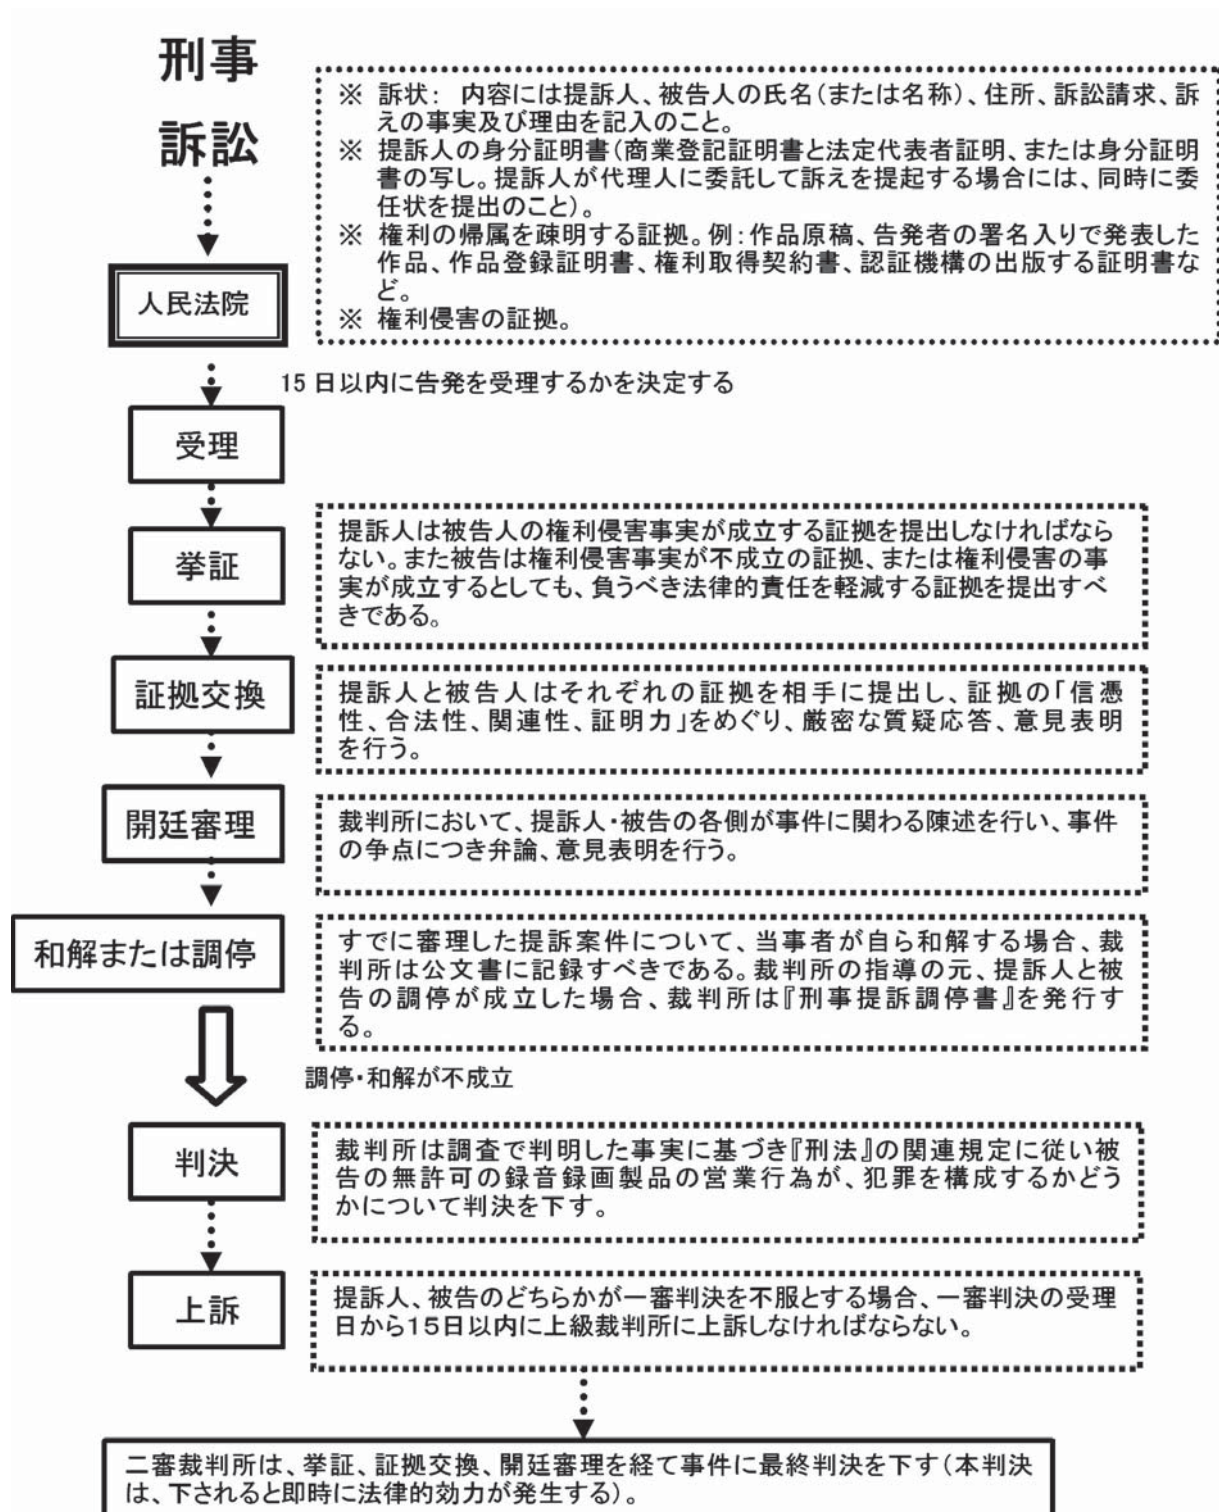 刑事
訴訟
※ 訴状： 内容には提訴人、被告人の氏名（または名称）、住所、訴訟請求、訴
えの事実及び理由を記入のこと。
※ 提訴人の身分証明書（商業登記証明書と法定代表者証明、または身分証明
書の写し。提訴人が代理人に委託して訴えを提起する場合には、同時に委
任状を提出のこと）。
※ 権利の帰属を疎明する証拠。例：作品原稿、告発者の署名入りで発表した
作品、作品登録証明書、権利取得契約書、認証機構の出版する証明書な
ど。
※ 権利侵害の証拠。
人民法院
15 日以内に告発を受理するかを決定する
受理
挙証
提訴人は被告人の権利侵害事実が成立する証拠を提出しなければなら
ない。また被告は権利侵害事実が不成立の証拠、または権利侵害の事
実が成立するとしても、負うべき法律的責任を軽減する証拠を提出すべ
きである。
証拠交換
提訴人と被告人はそれぞれの証拠を相手に提出し、証拠の「信憑
性、合法性、関連性、証明力」をめぐり、厳密な質疑応答、意見表明
を行う。
開廷審理
裁判所において、提訴人・被告の各側が事件に関わる陳述を行い、事件
の争点につき弁論、意見表明を行う。
和解または調停
すでに審理した提訴案件について、当事者が自ら和解する場合、裁
判所は公文書に記録すべきである。裁判所の指導の元、提訴人と被
告の調停が成立した場合、裁判所は『刑事提訴調停書』を発行す
る。
調停・和解が不成立
判決
裁判所は調査で判明した事実に基づき『刑法』の関連規定に従い被
告の無許可の録音録画製品の営業行為が、犯罪を構成するかどう
かについて判決を下す。
上訴
提訴人、被告のどちらかが一審判決を不服とする場合、一審判決の受理
日から１５日以内に上級裁判所に上訴しなければならない。
二審裁判所は、挙証、証拠交換、開廷審理を経て事件に最終判決を下す（本判決
は、下されると即時に法律的効力が発生する）。